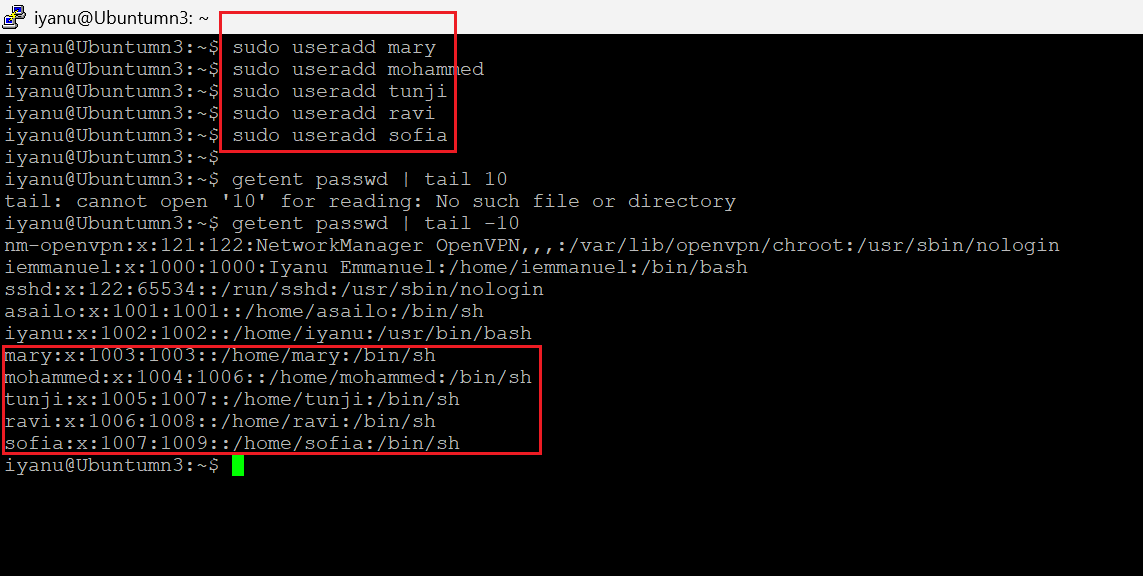 iyanu@Ubuntumn3: ~
iyanu@Ubuntumn3:~$ sudo useradd mary
iyanu@Ubuntumn3:~$ sudo useradd mohammed
iyanu@Ubuntumn3:~$ sudo useradd tunji
iyanu@Ubuntumn3:~$ sudo useradd ravi
iyanu@Ubuntumn3:~$ sudo useradd sofia
iyanu@Ubuntumn3:~$
iyanu@Ubuntumn3:~$ getent passwd | tail 10
tail: cannot open '10' for reading: No such file or directory
iyanu@Ubuntumn3:~$ getent passwd | tail -10
nm-openvpn:x:121:122:NetworkManager OpenVPN,,,:/var/lib/openvpn/chroot:/usr/sbin/nologin
iemmanuel:x:1000:1000:Iyanu Emmanuel:/home/iemmanuel:/bin/bash
sshd:x:122:65534::/run/sshd:/usr/sbin/nologin
asailo:x:1001:1001::/home/asailo:/bin/sh
iyanu:x:1002:1002::/home/iyanu:/usr/bin/bash
mary:x:1003:1003::/home/mary:/bin/sh
mohammed:x:1004:1006::/home/mohammed:/bin/sh
tunji:x:1005:1007::/home/tunji:/bin/sh
ravi:x:1006:1008::/home/ravi:/bin/sh
sofia:x:1007:1009::/home/sofia:/bin/sh
iyanu@Ubuntumn3:~$